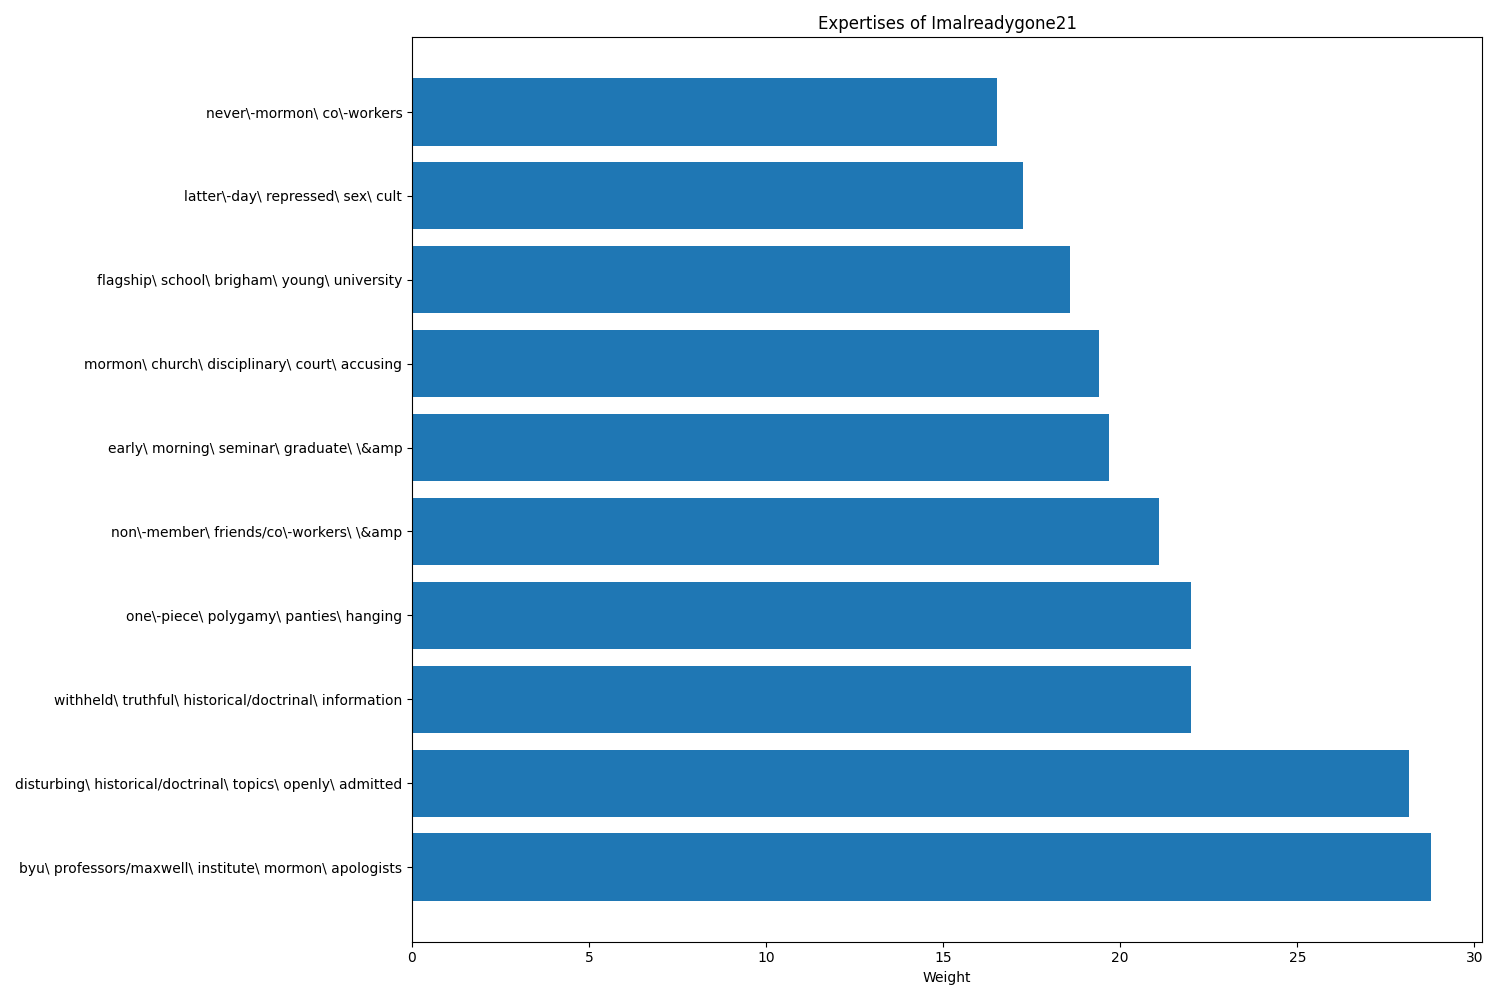 Expertises of Imalreadygone21
never\-mormon\ co\-workers
latter\-day\ repressed\ sex\ cult
flagship\ school\ brigham\ young\ university
mormon\ church\ disciplinary\ court\ accusing
early\ morning\ seminar\ graduate\ \&amp
non\-member\ friends/co\-workers\ \&amp
one\-piece\ polygamy\ panties\ hanging
withheld\ truthful\ historical/doctrinal\ information
disturbing\ historical/doctrinal\ topics\ openly\ admitted
byu\ professors/maxwell\ institute\ mormon\ apologists
0 5 10 15 20 25 30
Weight